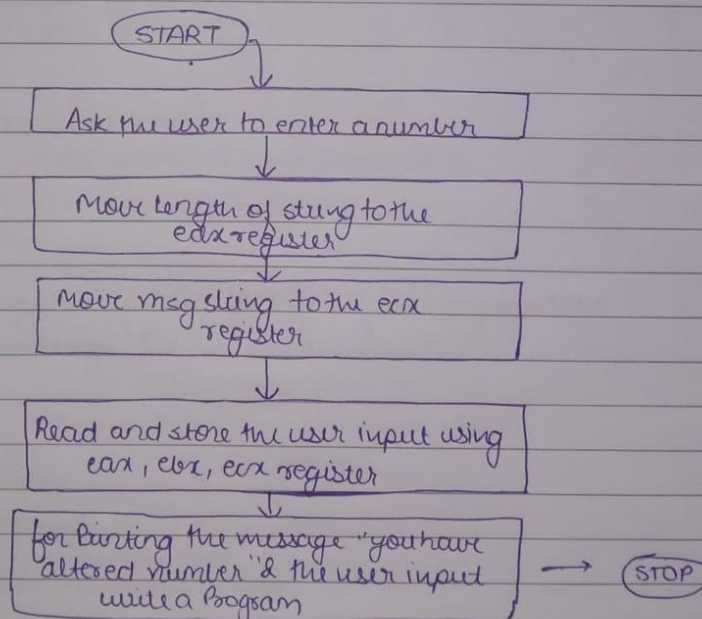 START
Ask the user to enter a number
Move length of string to the
edx register
Move msg string to the ecx
register
Read and store the user input using
eax, ebx, ecx register
for Printing the message "you have
altered number" & the user input
write a Program
STOP